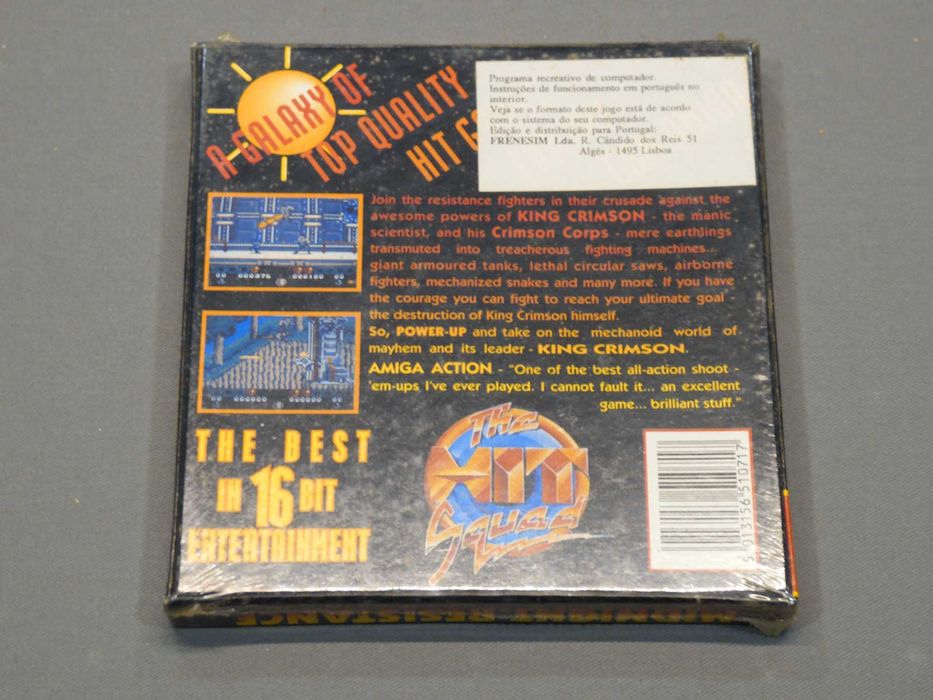 A GALAXY OF
TOP QUALITY
HIT
Programa recreativo de computador.
Instruções de funcionamento em português no
interior.
Veja se o formato deste jogo está de acordo
com o sistema do seu computador.
Edição e distribuição para Portugal:
FRENESIM Lda. R. Cândido dos Reis 51
Algés - 1495 Lisboa
Join the resistance fighters in their crusade against the
awesome powers of KING CRIMSON - the manic
scientist, and his Crimson Corps - mere earthlings
transmuted into treacherous fighting machines...
giant armoured tanks, lethal circular saws, airborne
fighters, mechanized snakes and many more. If you have
the courage you can fight to reach your ultimate goal -
the destruction of King Crimson himself.
So, POWER-UP and take on the mechanoid world of
mayhem and its leader - KING CRIMSON.
AMIGA ACTION - "One of the best all-action shoot -
'em-ups I've ever played. I cannot fault it... an excellent
game... brilliant stuff."
THE BEST
IN 16 BIT
ENTERTAINMENT
The
HIT
Squad
5 013156 510717
MIDNIGHT RESISTANCE